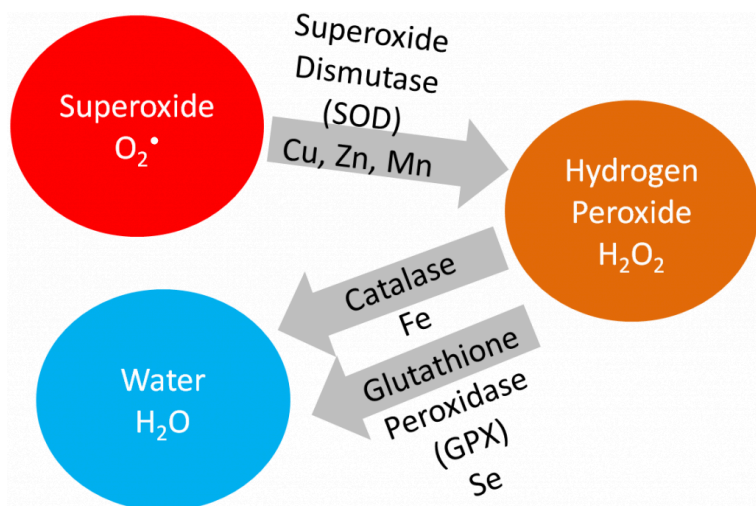 Superoxide
O₂•
Superoxide
Dismutase
(SOD)
Cu, Zn, Mn
Hydrogen
Peroxide
H₂O₂
Catalase
Fe
Glutathione
Peroxidase
(GPX)
Se
Water
H₂O